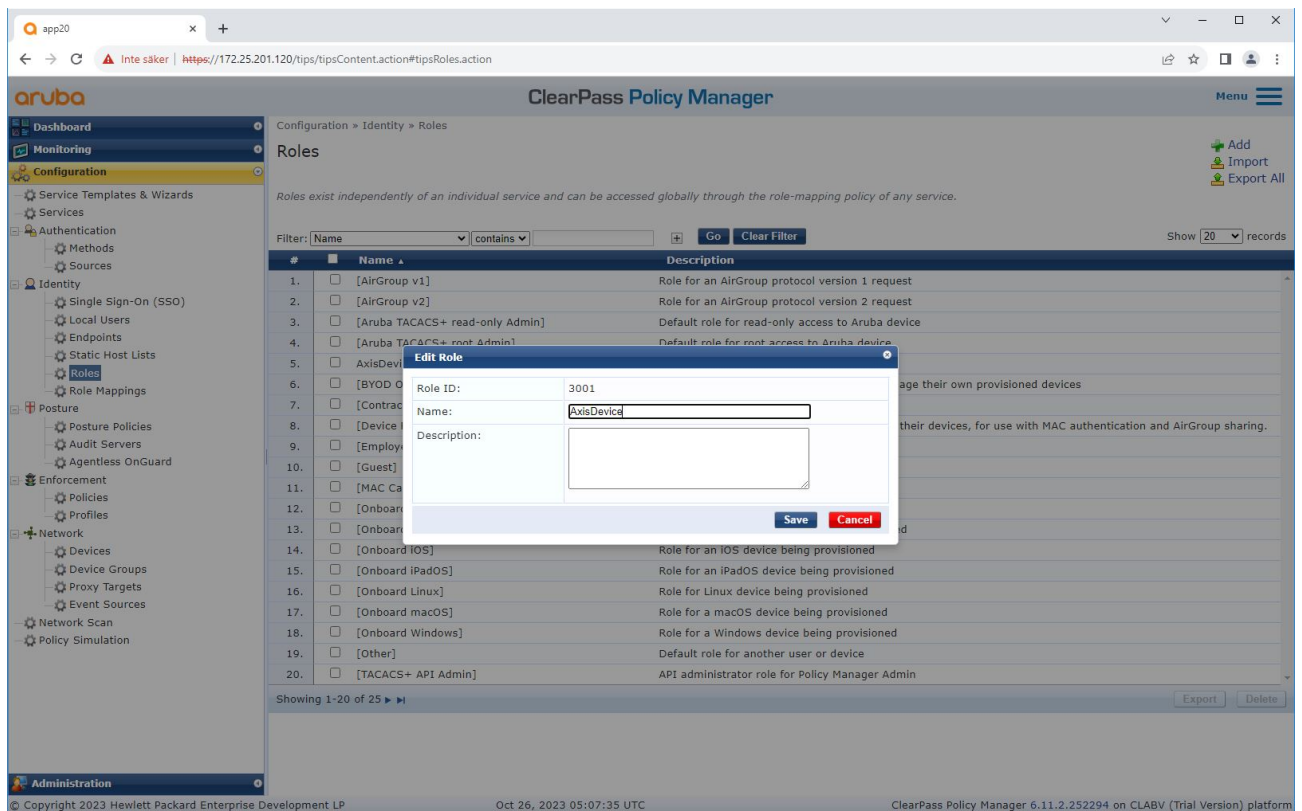 app20
Inte säker https://172.25.201.120/tips/tipsContent.action#tipsRoles.action
aruba
ClearPass Policy Manager
Menu
Dashboard
Monitoring
Configuration
Service Templates & Wizards
Services
Authentication
Methods
Sources
Identity
Single Sign-On (SSO)
Local Users
Endpoints
Static Host Lists
Roles
Role Mappings
Posture
Posture Policies
Audit Servers
Agentless OnGuard
Enforcement
Policies
Profiles
Network
Devices
Device Groups
Proxy Targets
Event Sources
Network Scan
Policy Simulation
Administration
Configuration » Identity » Roles
Roles
Add
Import
Export All
Roles exist independently of an individual service and can be accessed globally through the role-mapping policy of any service.
Filter: Name contains Go Clear Filter Show 20 records
# Name Description
1. [AirGroup v1] Role for an AirGroup protocol version 1 request
2. [AirGroup v2] Role for an AirGroup protocol version 2 request
3. [Aruba TACACS+ read-only Admin] Default role for read-only access to Aruba device
4. [Aruba TACACS+ root Admin] Default role for root access to Aruba device
5. AxisDevi
6. [BYOD O age their own provisioned devices
7. [Contrac
8. [Device their devices, for use with MAC authentication and AirGroup sharing.
9. [Employ
10. [Guest]
11. [MAC Ca
12. [Onboar
13. [Onboar ed
14. [Onboard iOS] Role for an iOS device being provisioned
15. [Onboard iPadOS] Role for an iPadOS device being provisioned
16. [Onboard Linux] Role for Linux device being provisioned
17. [Onboard macOS] Role for a macOS device being provisioned
18. [Onboard Windows] Role for a Windows device being provisioned
19. [Other] Default role for another user or device
20. [TACACS+ API Admin] API administrator role for Policy Manager Admin
Edit Role
Role ID: 3001
Name: AxisDevice
Description:
Save Cancel
Showing 1-20 of 25
Export Delete
© Copyright 2023 Hewlett Packard Enterprise Development LP Oct 26, 2023 05:07:35 UTC ClearPass Policy Manager 6.11.2.252294 on CLABV (Trial Version) platform